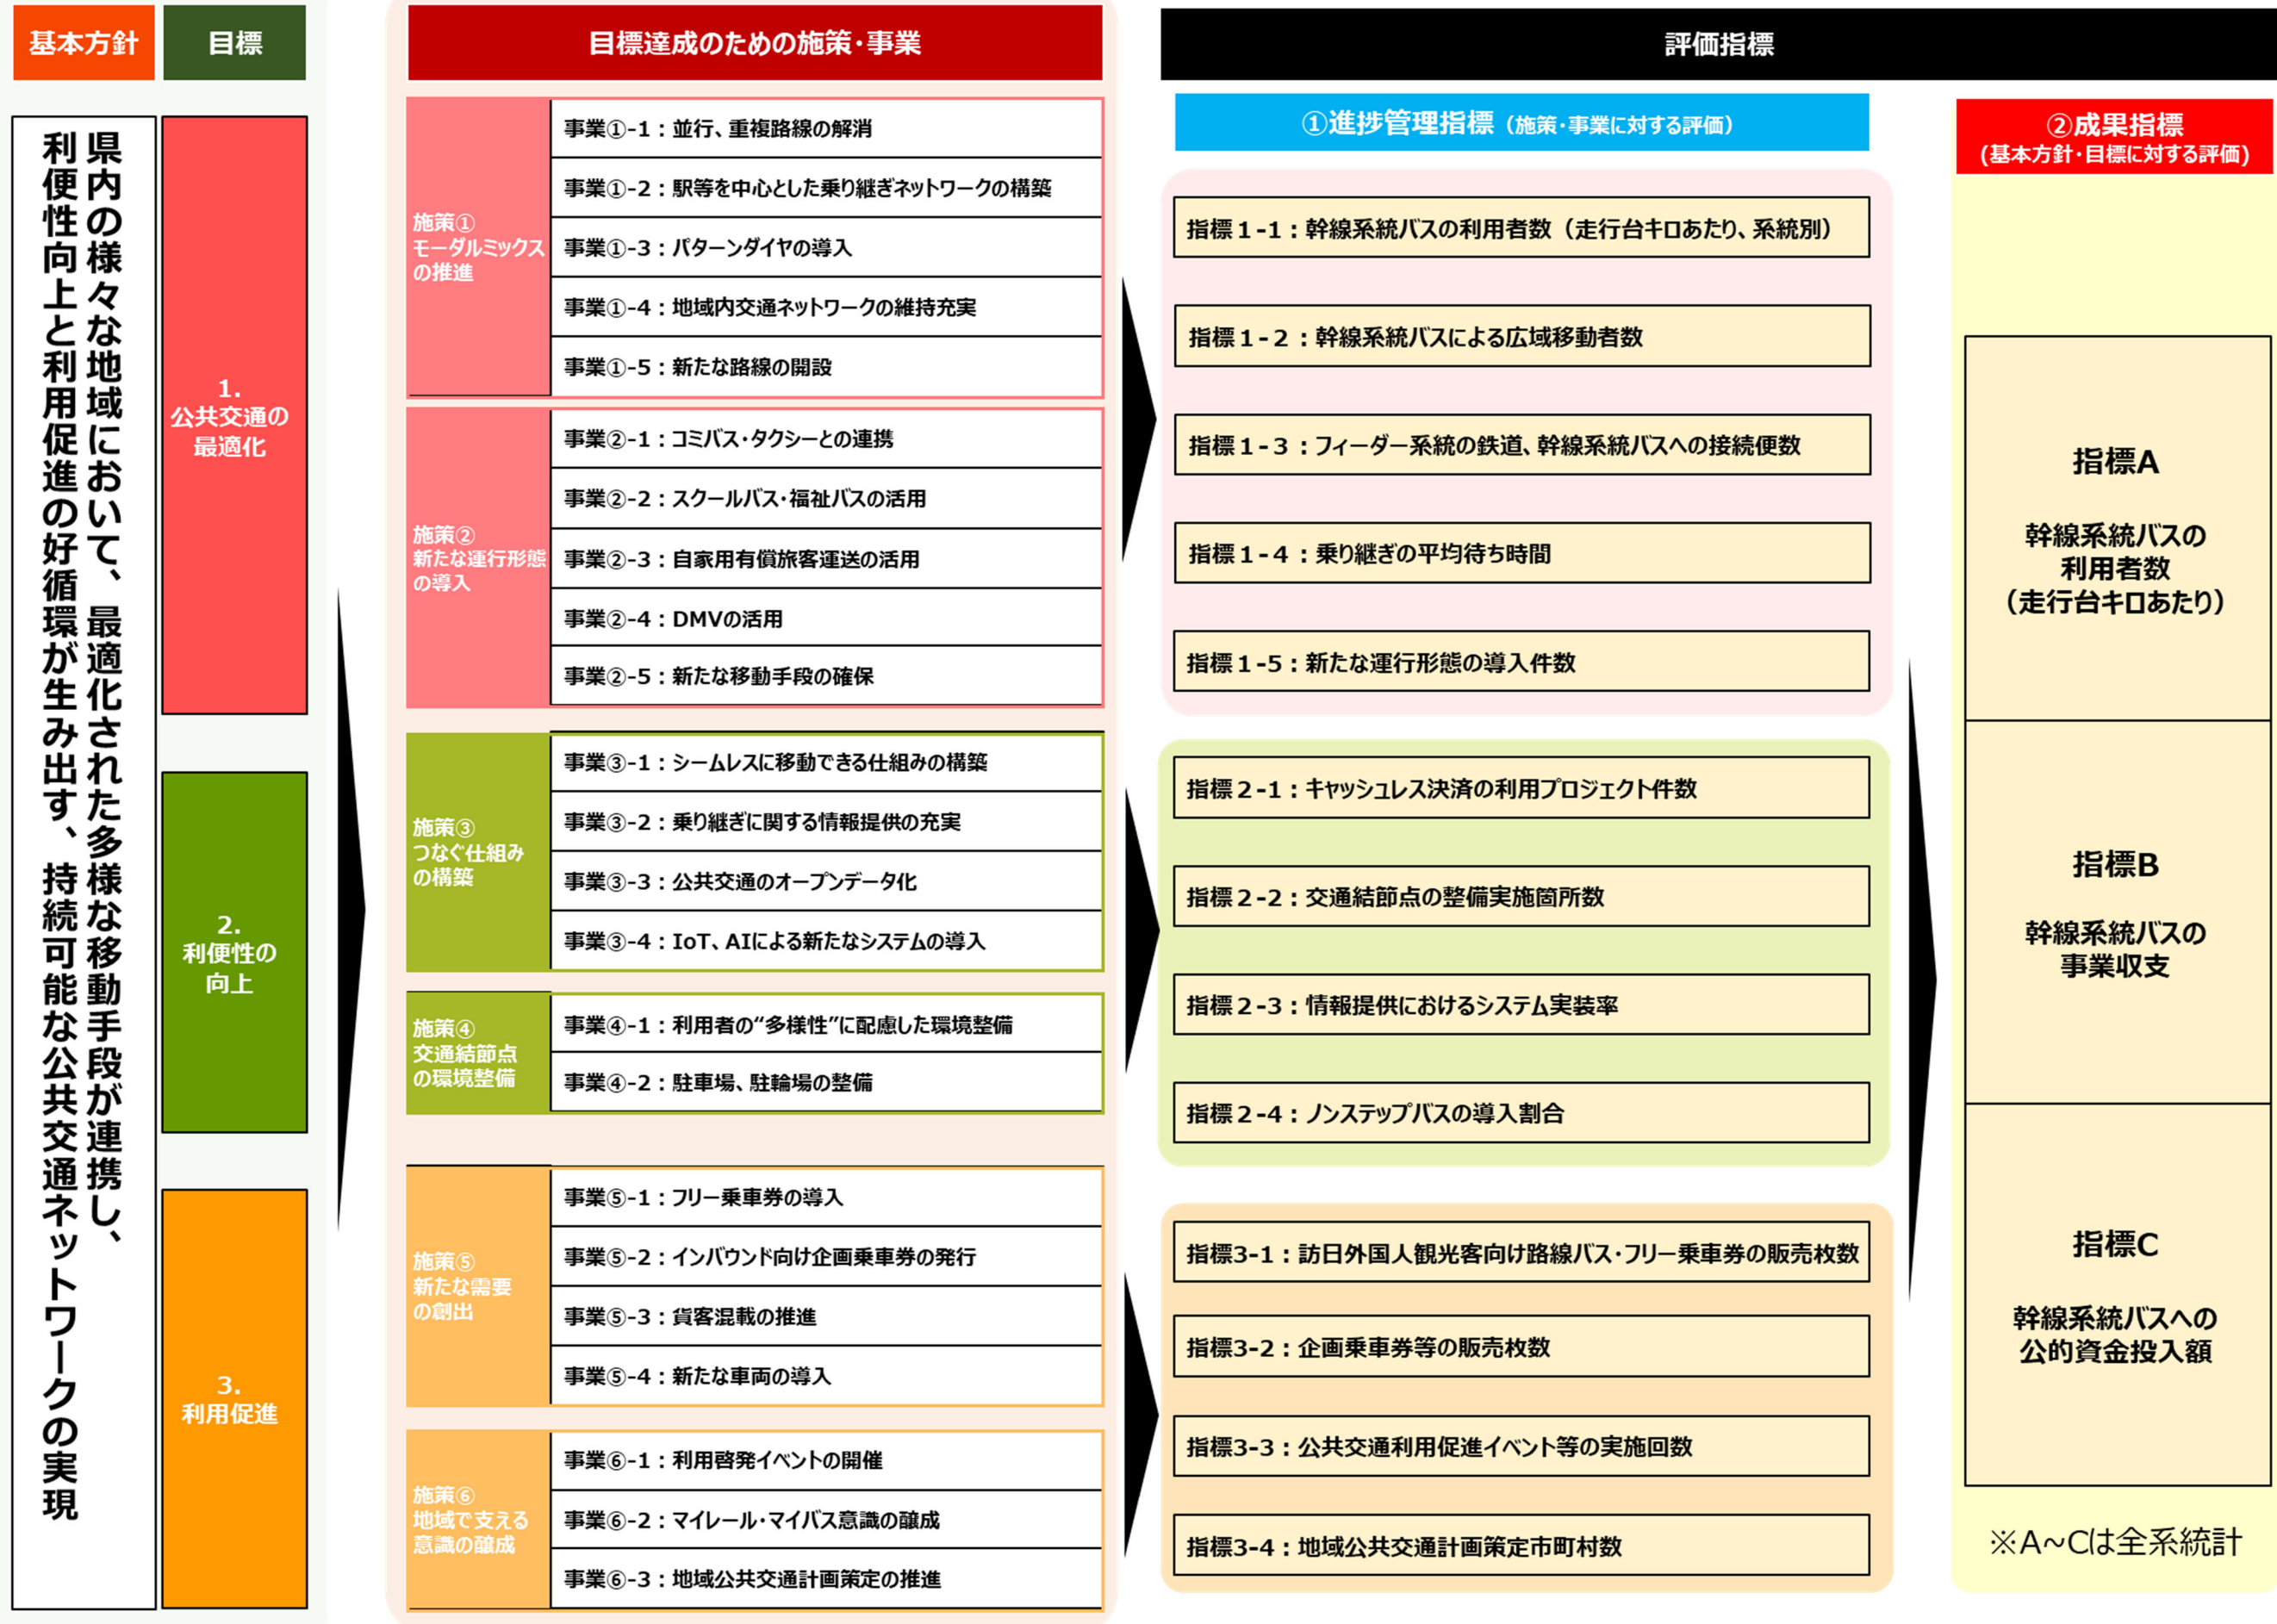 基本方針
目標
目標達成のための施策・事業
評価指標
県内の様々な地域において、最適化された多様な移動手段が連携し、
利便性向上と利用促進の好循環が生み出す、持続可能な公共交通ネットワークの実現
1.
公共交通の
最適化
2.
利便性の
向上
3.
利用促進
施策①
モーダルミックス
の推進
事業①-1：並行、重複路線の解消
事業①-2：駅等を中心とした乗り継ぎネットワークの構築
事業①-3：パターンダイヤの導入
事業①-4：地域内交通ネットワークの維持充実
事業①-5：新たな路線の開設
施策②
新たな運行形態
の導入
事業②-1：コミバス・タクシーとの連携
事業②-2：スクールバス・福祉バスの活用
事業②-3：自家用有償旅客運送の活用
事業②-4：DMVの活用
事業②-5：新たな移動手段の確保
施策③
つなぐ仕組み
の構築
事業③-1：シームレスに移動できる仕組みの構築
事業③-2：乗り継ぎに関する情報提供の充実
事業③-3：公共交通のオープンデータ化
事業③-4：IoT、AIによる新たなシステムの導入
施策④
交通結節点
の環境整備
事業④-1：利用者の“多様性”に配慮した環境整備
事業④-2：駐車場、駐輪場の整備
施策⑤
新たな需要
の創出
事業⑤-1：フリー乗車券の導入
事業⑤-2：インバウンド向け企画乗車券の発行
事業⑤-3：貨客混載の推進
事業⑤-4：新たな車両の導入
施策⑥
地域で支える
意識の醸成
事業⑥-1：利用啓発イベントの開催
事業⑥-2：マイレール・マイバス意識の醸成
事業⑥-3：地域公共交通計画策定の推進
①進捗管理指標（施策・事業に対する評価）
指標１-1：幹線系統バスの利用者数（走行台キロあたり、系統別）
指標１-２：幹線系統バスによる広域移動者数
指標１-３：フィーダー系統の鉄道、幹線系統バスへの接続便数
指標１-４：乗り継ぎの平均待ち時間
指標１-5：新たな運行形態の導入件数
指標２-1：キャッシュレス決済の利用プロジェクト件数
指標２-2：交通結節点の整備実施箇所数
指標２-3：情報提供におけるシステム実装率
指標２-4：ノンステップバスの導入割合
指標3-1：訪日外国人観光客向け路線バス・フリー乗車券の販売枚数
指標3-2：企画乗車券等の販売枚数
指標3-3：公共交通利用促進イベント等の実施回数
指標3-4：地域公共交通計画策定市町村数
②成果指標
(基本方針・目標に対する評価)
指標A
幹線系統バスの
利用者数
（走行台キロあたり）
指標B
幹線系統バスの
事業収支
指標C
幹線系統バスへの
公的資金投入額
※A～Cは全系統計